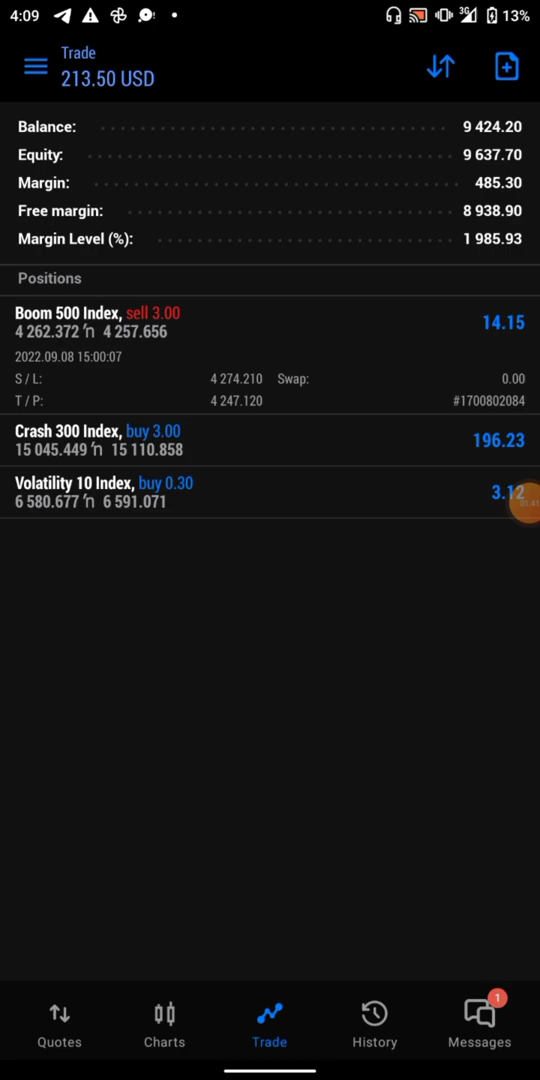 4:09
3G
13%
Trade
213.50 USD
Balance: 9 424.20
Equity: 9 637.70
Margin: 485.30
Free margin: 8 938.90
Margin Level (%): 1 985.93
Positions
Boom 500 Index, sell 3.00
4 262.372 4 257.656
14.15
2022.09.08 15:00:07
S / L: 4 274.210 Swap: 0.00
T / P: 4 247.120 #1700802084
Crash 300 Index, buy 3.00
15 045.449 15 110.858
196.23
Volatility 10 Index, buy 0.30
6 580.677 6 591.071
3.12
01:41
1
Quotes Charts Trade History Messages